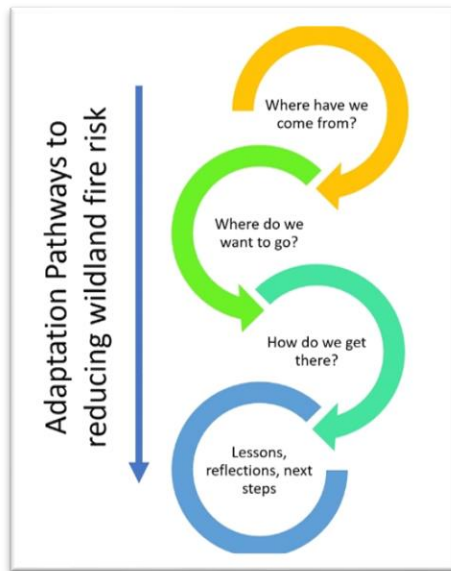 Adaptation Pathways to
reducing wildland fire risk
Where have we
come from?
Where do we
want to go?
How do we get
there?
Lessons,
reflections, next
steps